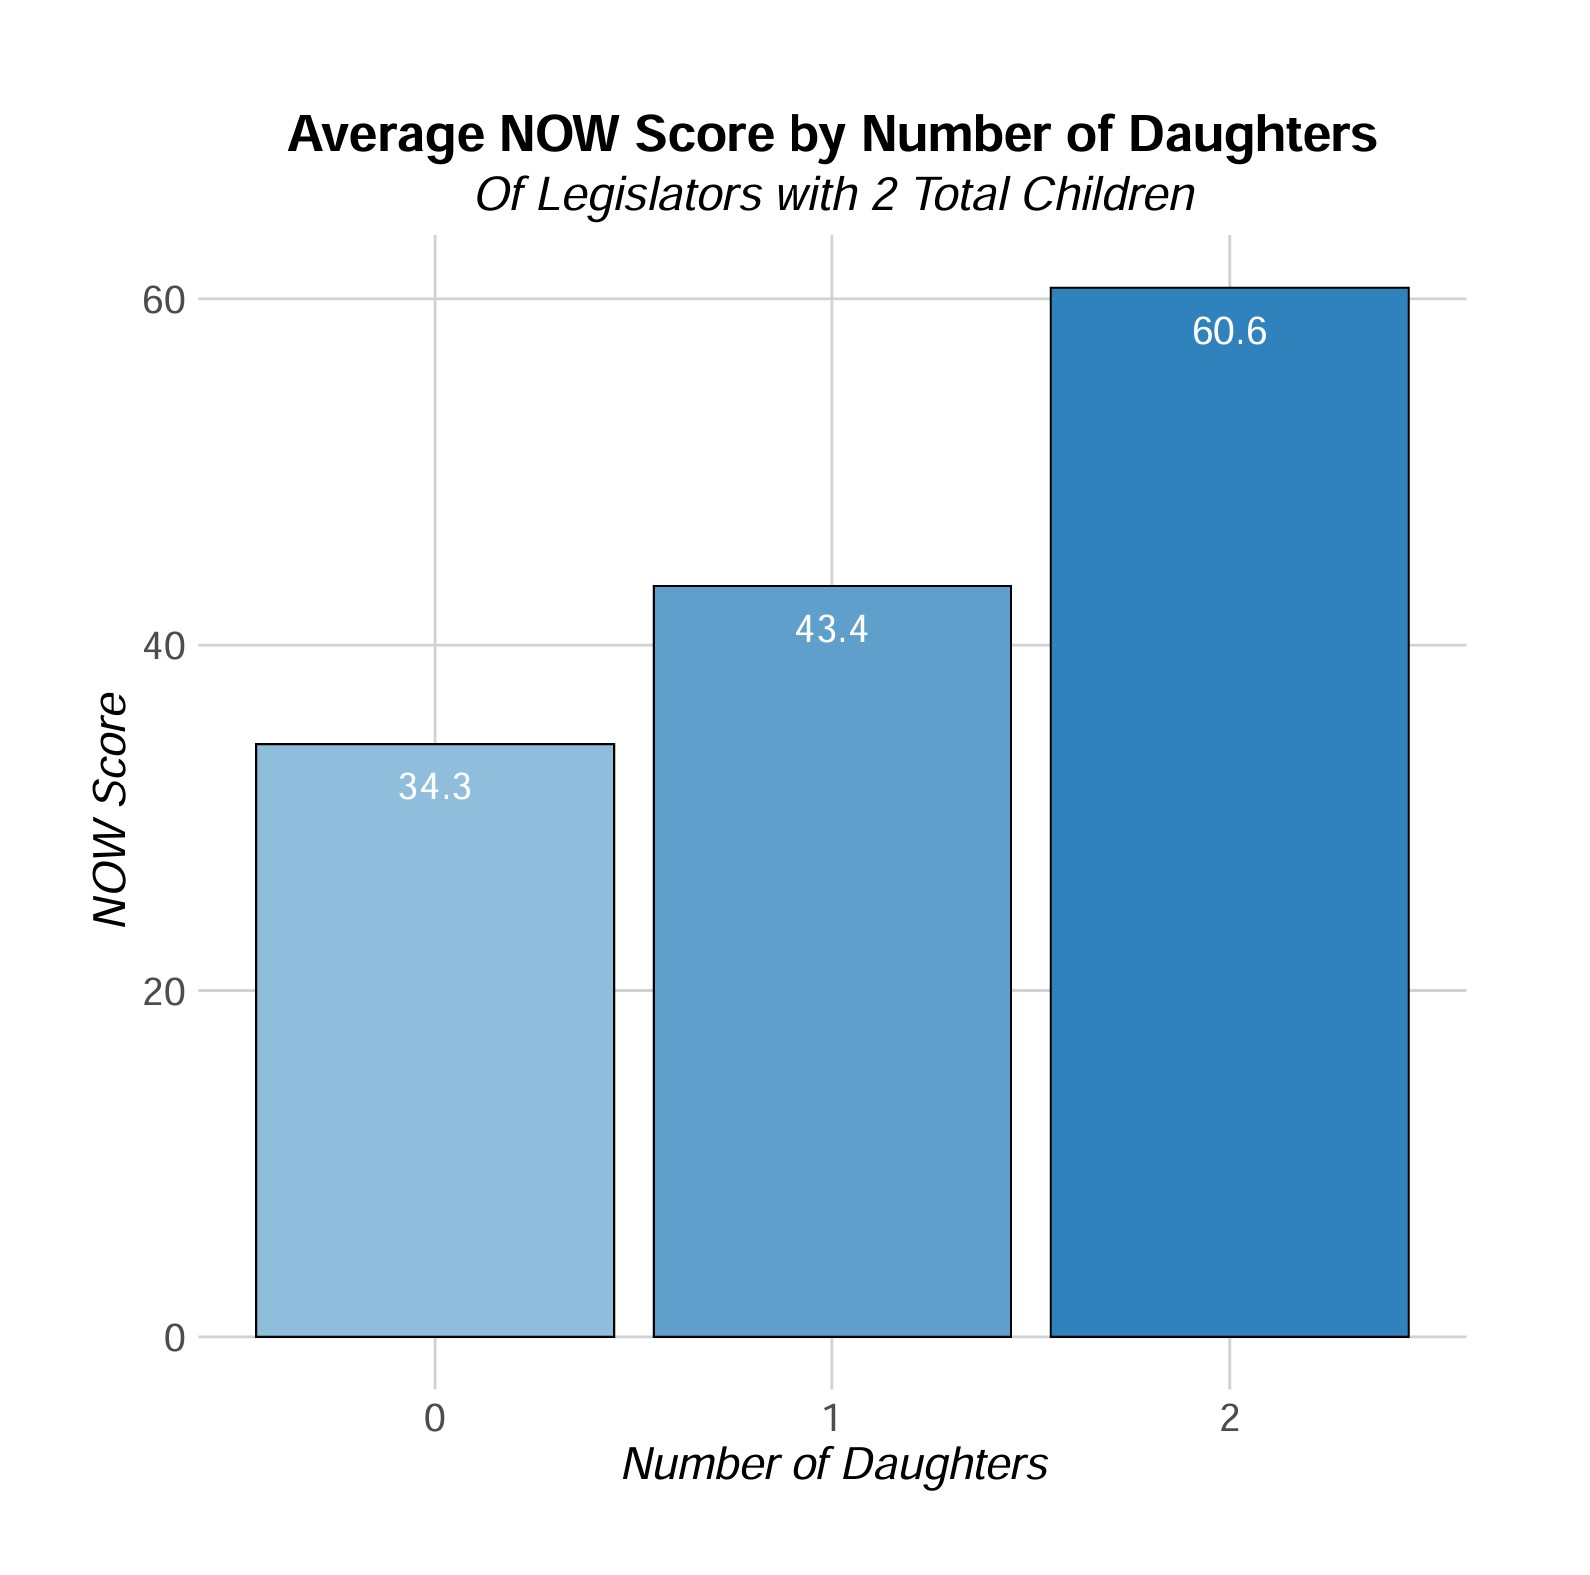 Average NOW Score by Number of Daughters
Of Legislators with 2 Total Children
60
40
20
0
NOW Score
34.3
43.4
60.6
0
1
2
Number of Daughters